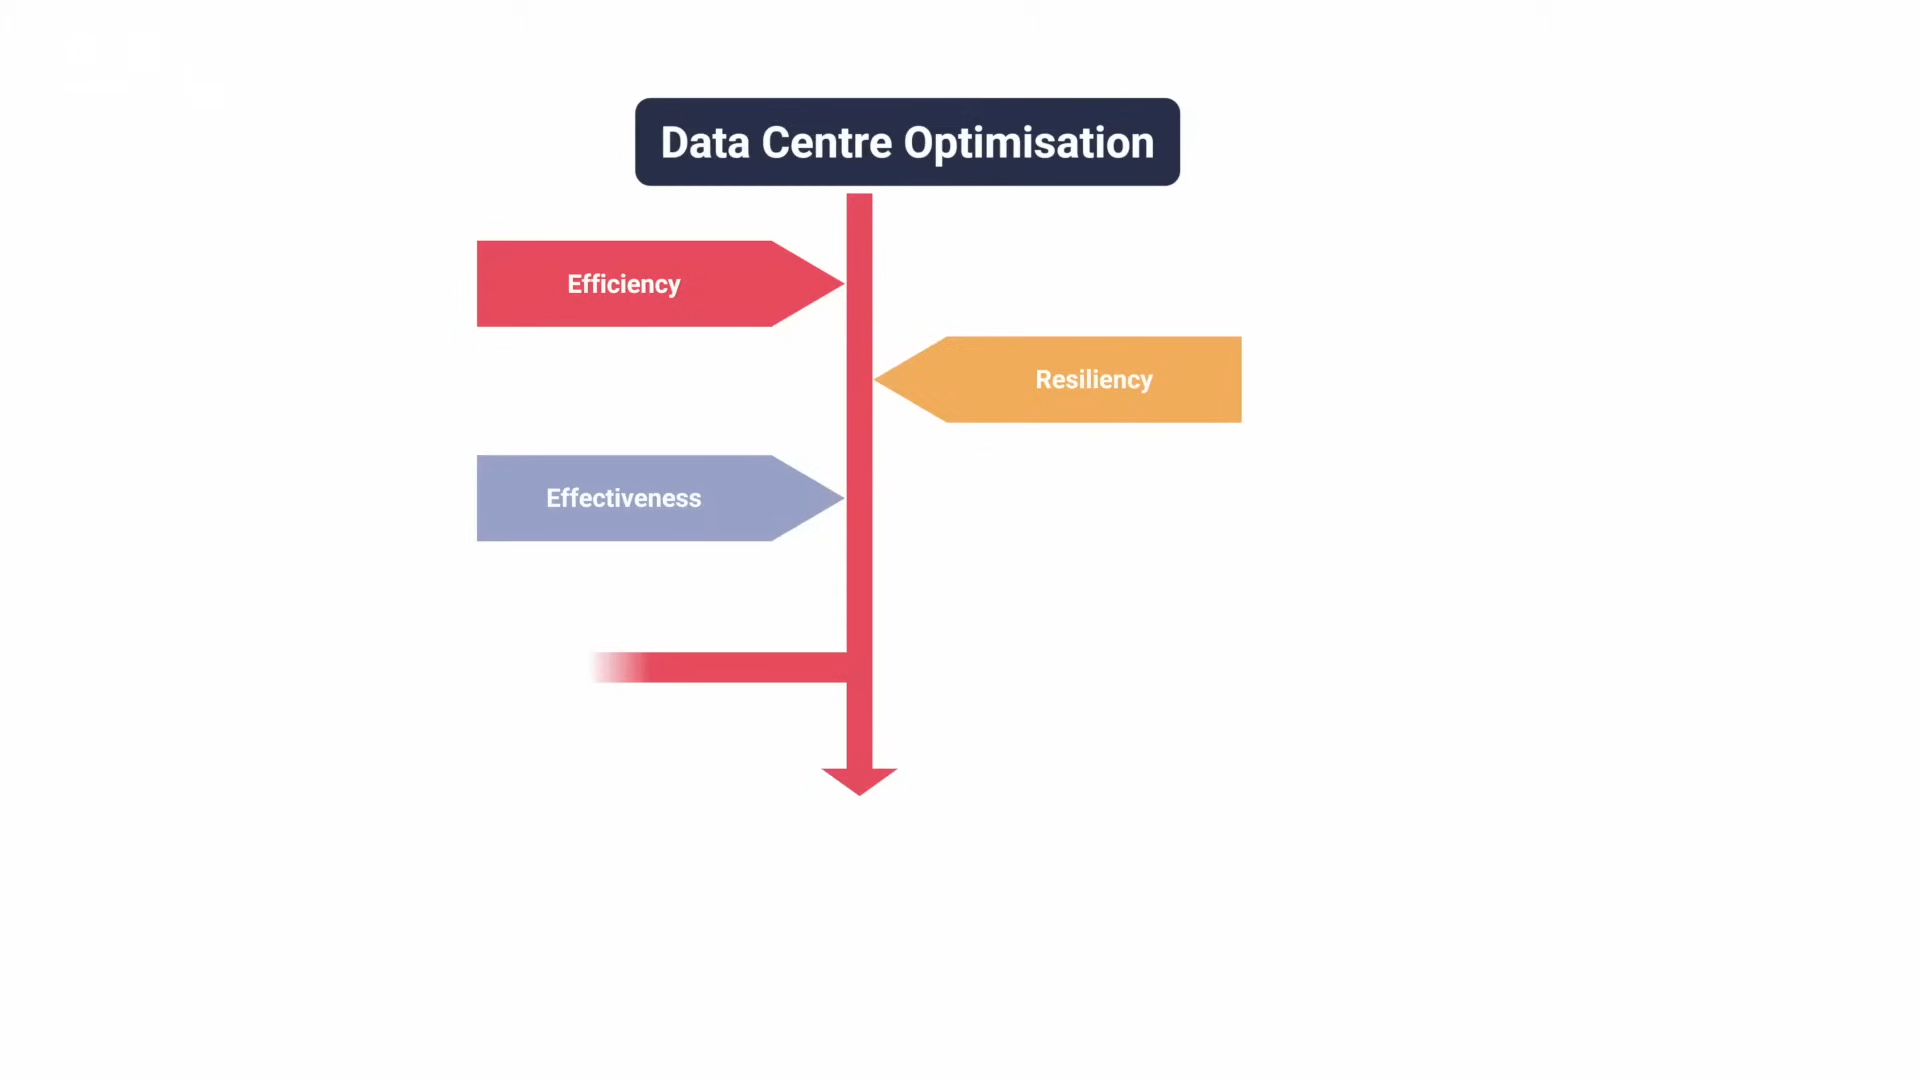 Data Centre Optimisation
Efficiency
Resiliency
Effectiveness